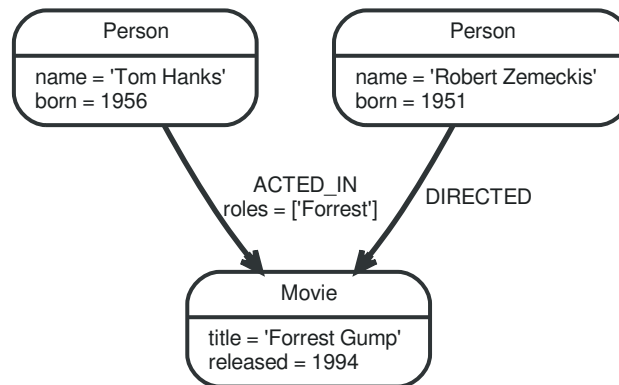 Person
name = 'Tom Hanks'
born = 1956
Person
name = 'Robert Zemeckis'
born = 1951
ACTED_IN
roles = ['Forrest']
DIRECTED
Movie
title = 'Forrest Gump'
released = 1994